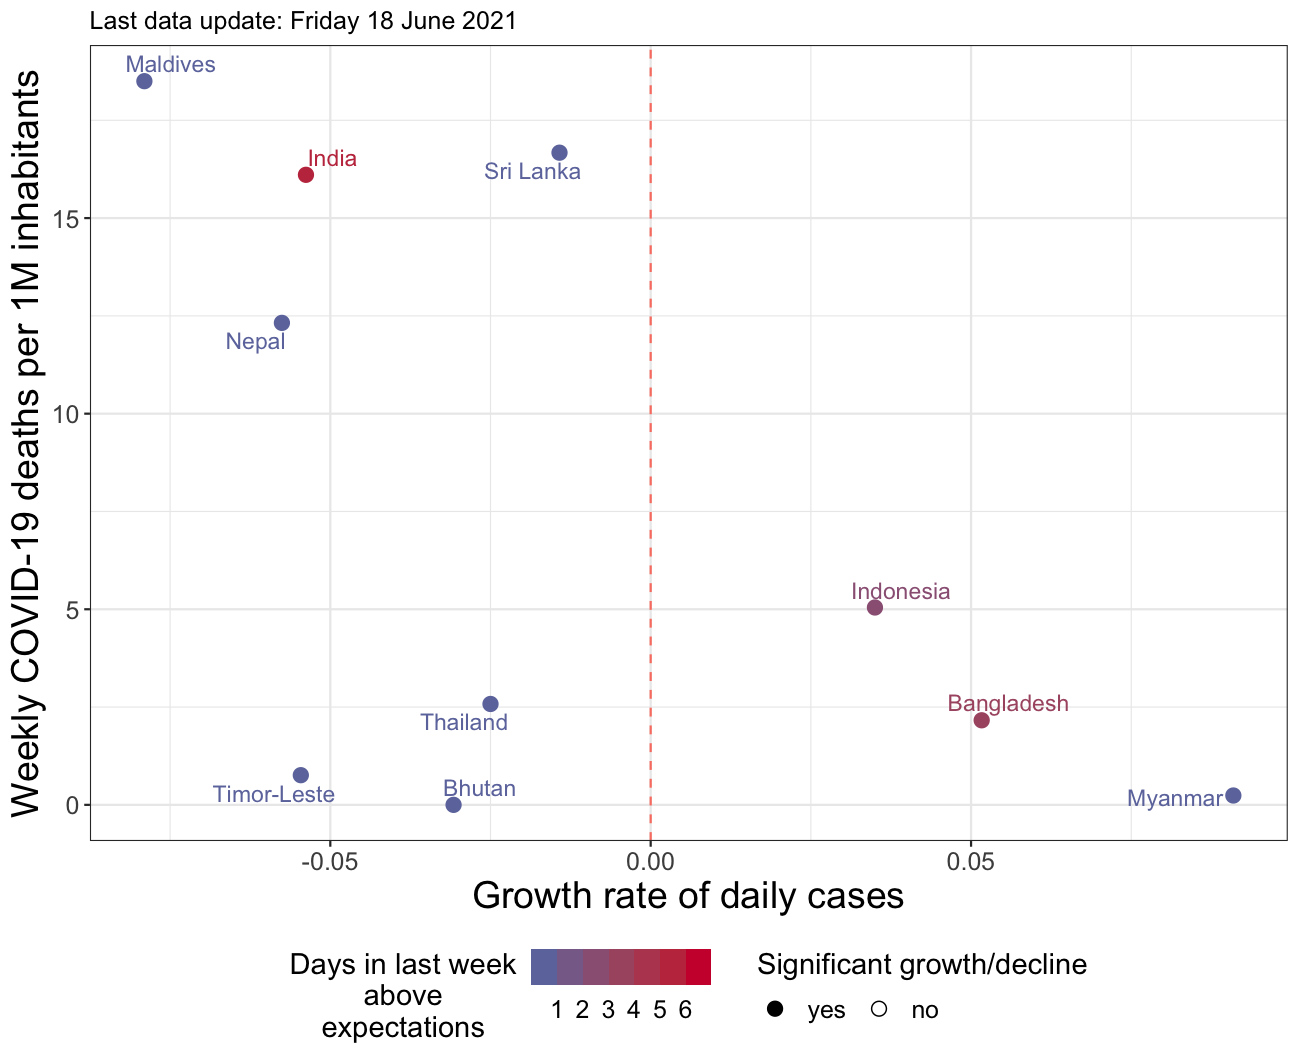 Last data update: Friday 18 June 2021
Weekly COVID-19 deaths per 1M inhabitants
Maldives
India
Sri Lanka
15
Nepal
10
Indonesia
5
Bangladesh
Thailand
Bhutan
Timor-Leste
Myanmar
0
-0.05 0.00 0.05
Growth rate of daily cases
Days in last week
above
expectations
1 2 3 4 5 6
Significant growth/decline
yes no